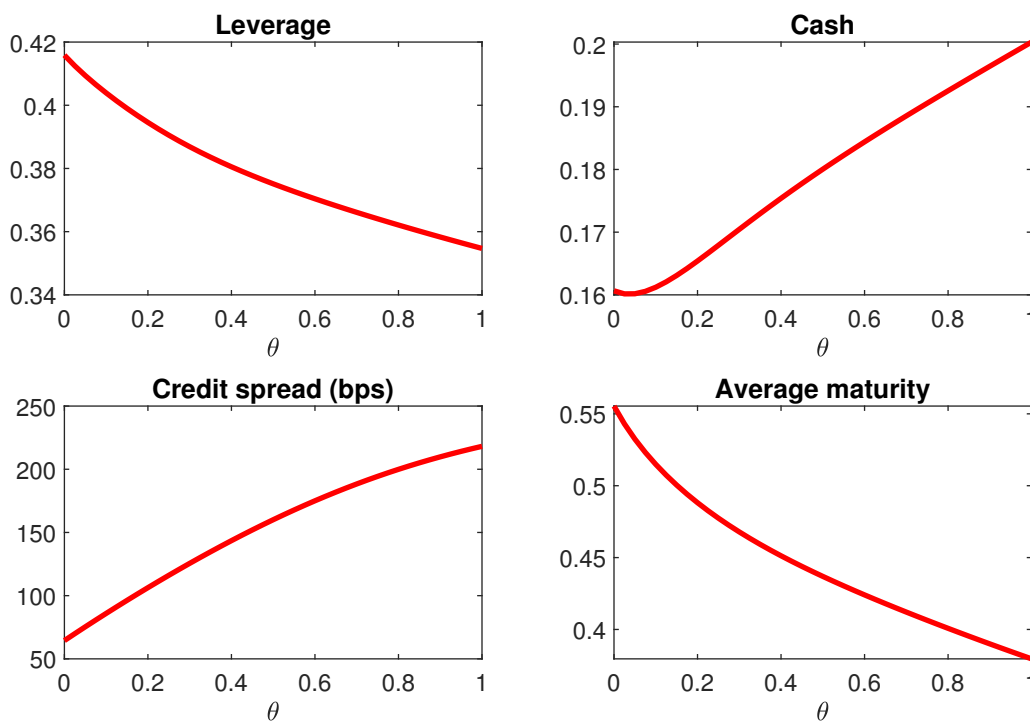 Leverage
0.42
0.4
0.38
0.36
0.34
0 0.2 0.4 0.6 0.8 1
θ
Cash
0.2
0.19
0.18
0.17
0.16
0 0.2 0.4 0.6 0.8 1
θ
Credit spread (bps)
250
200
150
100
50
0 0.2 0.4 0.6 0.8 1
θ
Average maturity
0.55
0.5
0.45
0.4
0 0.2 0.4 0.6 0.8 1
θ